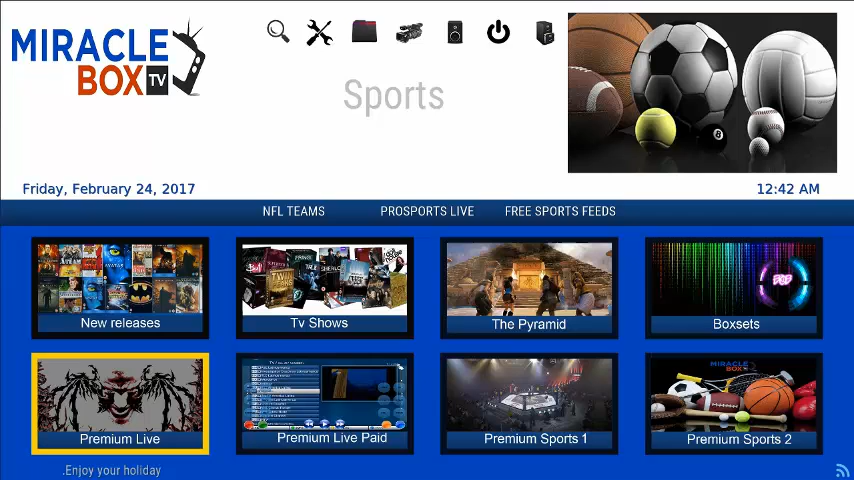 MIRACLE
BOX TV
Sports
Friday, February 24, 2017
12:42 AM
NFL TEAMS PROSPORTS LIVE FREE SPORTS FEEDS
New releases
Tv Shows
The Pyramid
Boxsets
Premium Live
Premium Live Paid
Premium Sports 1
MIRACLE
BOX
Premium Sports 2
.Enjoy your holiday